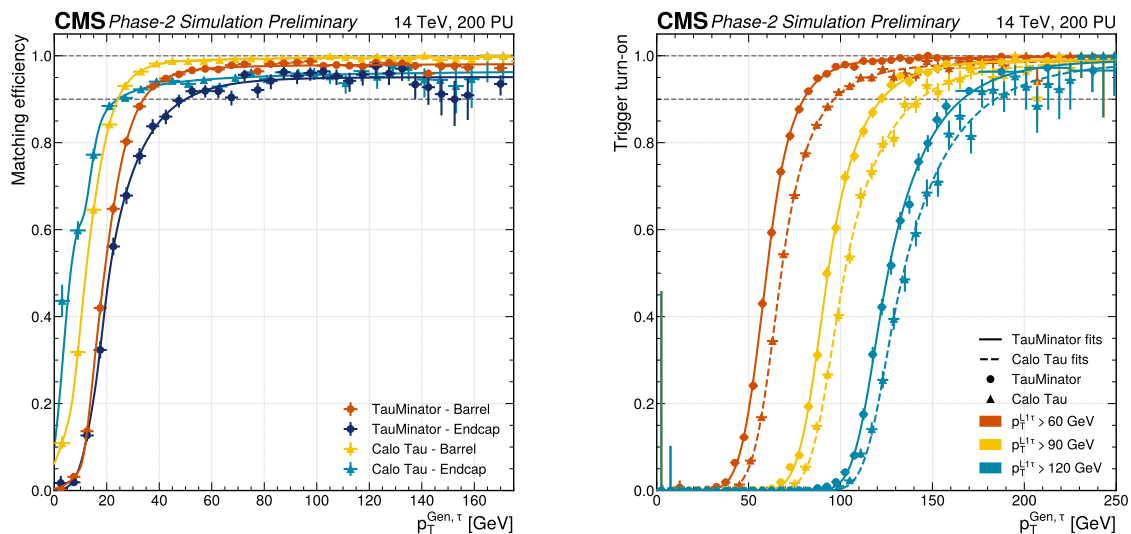 CMS Phase-2 Simulation Preliminary 14 TeV, 200 PU
Matching efficiency
1.0
0.8
0.6
0.4
0.2
0.0
TauMinator - Barrel
TauMinator - Endcap
Calo Tau - Barrel
Calo Tau - Endcap
0 20 40 60 80 100 120 140 160
p_T^{Gen, τ} [GeV]
CMS Phase-2 Simulation Preliminary 14 TeV, 200 PU
Trigger turn-on
1.0
0.8
0.6
0.4
0.2
0.0
TauMinator fits
Calo Tau fits
TauMinator
Calo Tau
p_T^{L1 τ} > 60 GeV
p_T^{L1 τ} > 90 GeV
p_T^{L1 τ} > 120 GeV
0 50 100 150 200 250
p_T^{Gen, τ} [GeV]